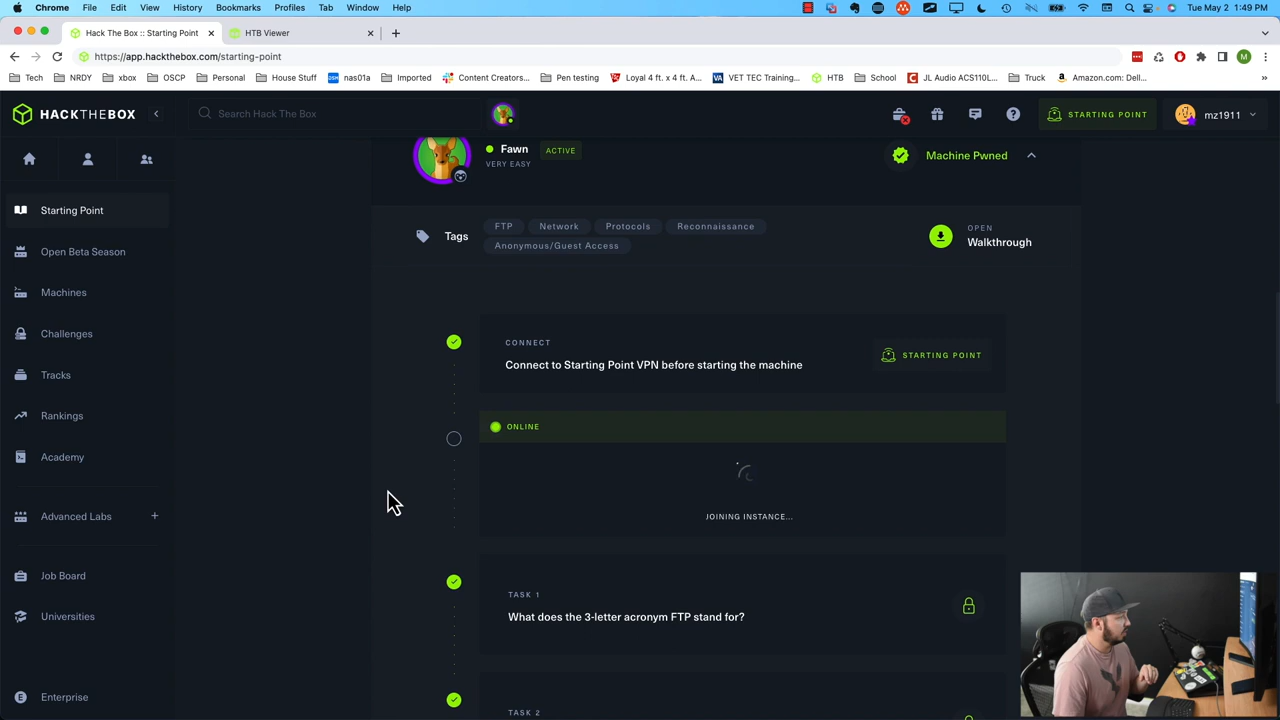 Chrome File Edit View History Bookmarks Profiles Tab Window Help Tue May 2 1:49 PM
Hack The Box :: Starting Point HTB Viewer
https://app.hackthebox.com/starting-point
Tech NRDY xbox OSCP Personal House Stuff nas01a Imported Content Creators... Pen testing Loyal 4 ft. x 4 ft. A... VET TEC Training... HTB School JL Audio ACS110L... Truck Amazon.com: Dell...
HACKTHEBOX Search Hack The Box STARTING POINT mz1911
Fawn ACTIVE Machine Pwned
VERY EASY
Starting Point
Tags FTP Network Protocols Reconnaissance
Anonymous/Guest Access
OPEN
Walkthrough
Open Beta Season
Machines
Challenges
Tracks
Rankings
Academy
Advanced Labs
Job Board
Universities
Enterprise
CONNECT
Connect to Starting Point VPN before starting the machine STARTING POINT
ONLINE
JOINING INSTANCE...
TASK 1
What does the 3-letter acronym FTP stand for?
TASK 2